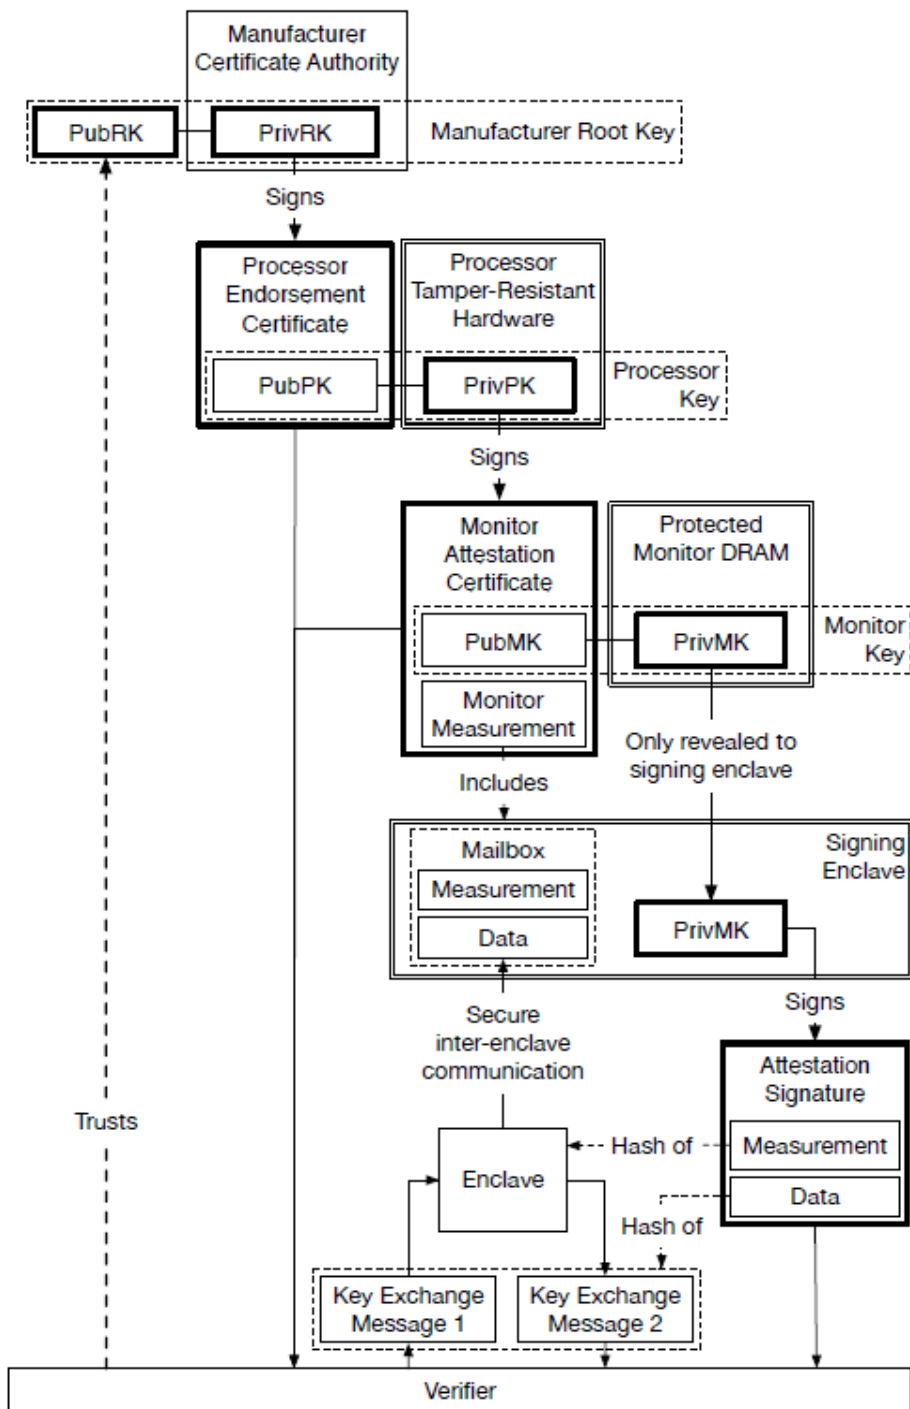 Manufacturer
Certificate Authority
PubRK
PrivRK
Manufacturer Root Key
Signs
Processor
Endorsement
Certificate
Processor
Tamper-Resistant
Hardware
PubPK
PrivPK
Processor
Key
Signs
Monitor
Attestation
Certificate
Protected
Monitor DRAM
PubMK
PrivMK
Monitor
Key
Monitor
Measurement
Only revealed to
signing enclave
Includes
Mailbox
Measurement
Data
Signing
Enclave
PrivMK
Secure
inter-enclave
communication
Signs
Attestation
Signature
Measurement
Data
Trusts
Enclave
Hash of
Hash of
Key Exchange
Message 1
Key Exchange
Message 2
Verifier